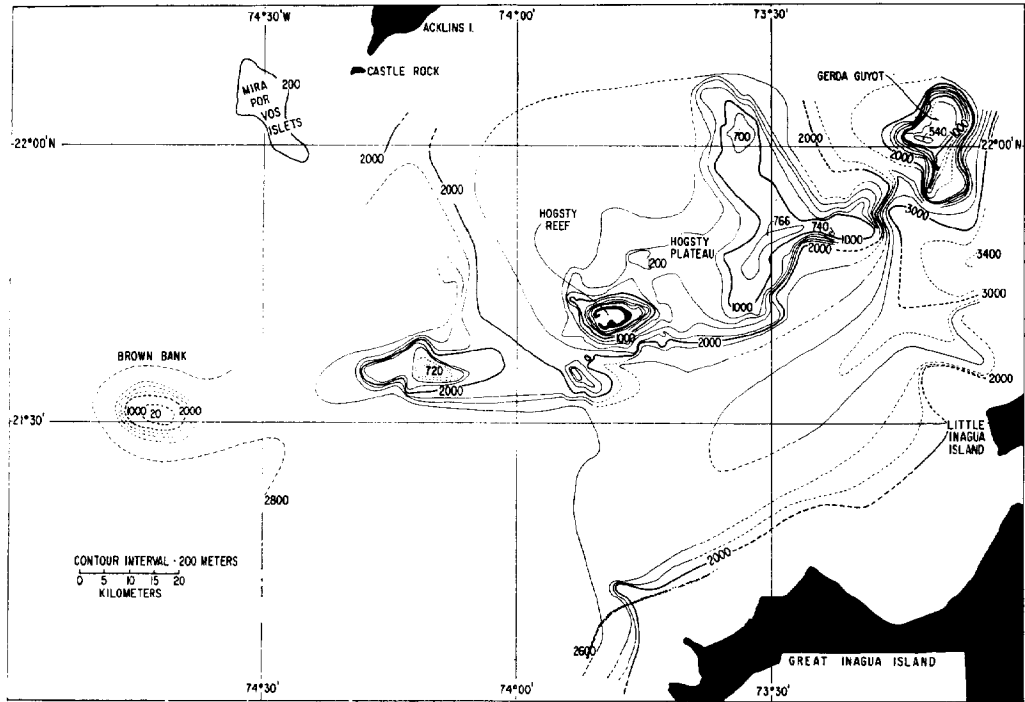 74°30'W
74°00'
73°30'
ACKLINS I.
CASTLE ROCK
GERDA GUYOT
MIRA
POR
VOS
ISLETS
200
22°00'N
2000
2000
700
2000
540
1000
2000
22°00'N
3000
HOGSTY
REEF
HOGSTY
PLATEAU
200
766
740
1000
2000
3400
3000
1000
1000
2000
BROWN BANK
720
2000
2000
1000
20
2000
21°30'
LITTLE
INAGUA
ISLAND
2800
CONTOUR INTERVAL - 200 METERS
0 5 10 15 20
KILOMETERS
2000
2600
GREAT INAGUA ISLAND
74°30'
74°00'
73°30'